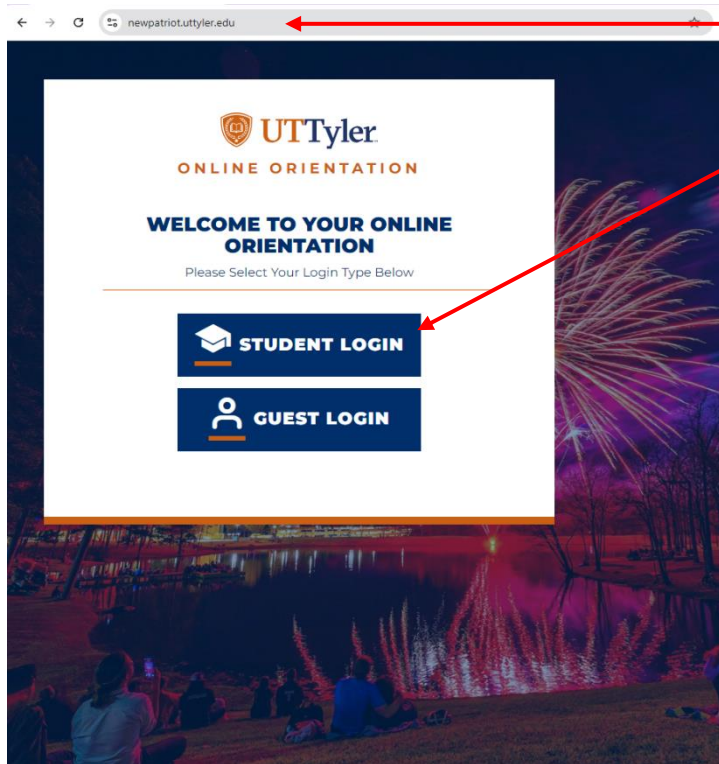 newpatriot.uttyler.edu
UTTyler
ONLINE ORIENTATION
WELCOME TO YOUR ONLINE
ORIENTATION
Please Select Your Login Type Below
STUDENT LOGIN
GUEST LOGIN